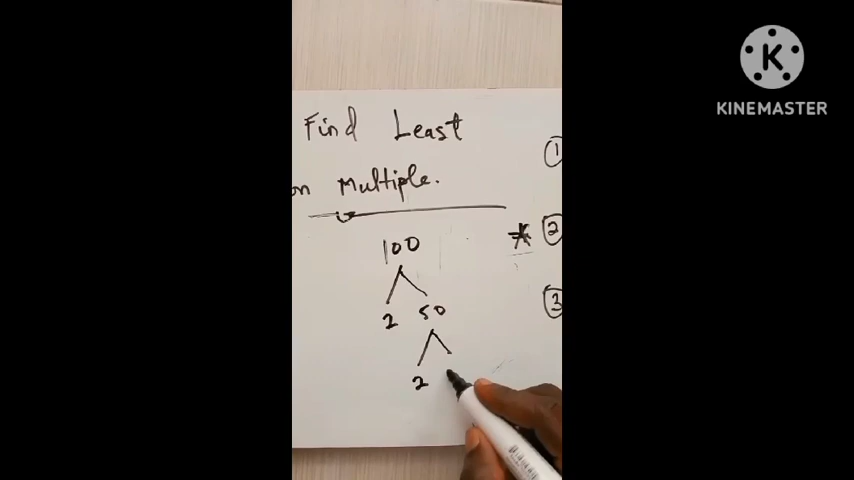 Find Least
on Multiple.
100
2 50
2
1
* 2
3
K
KINEMASTER